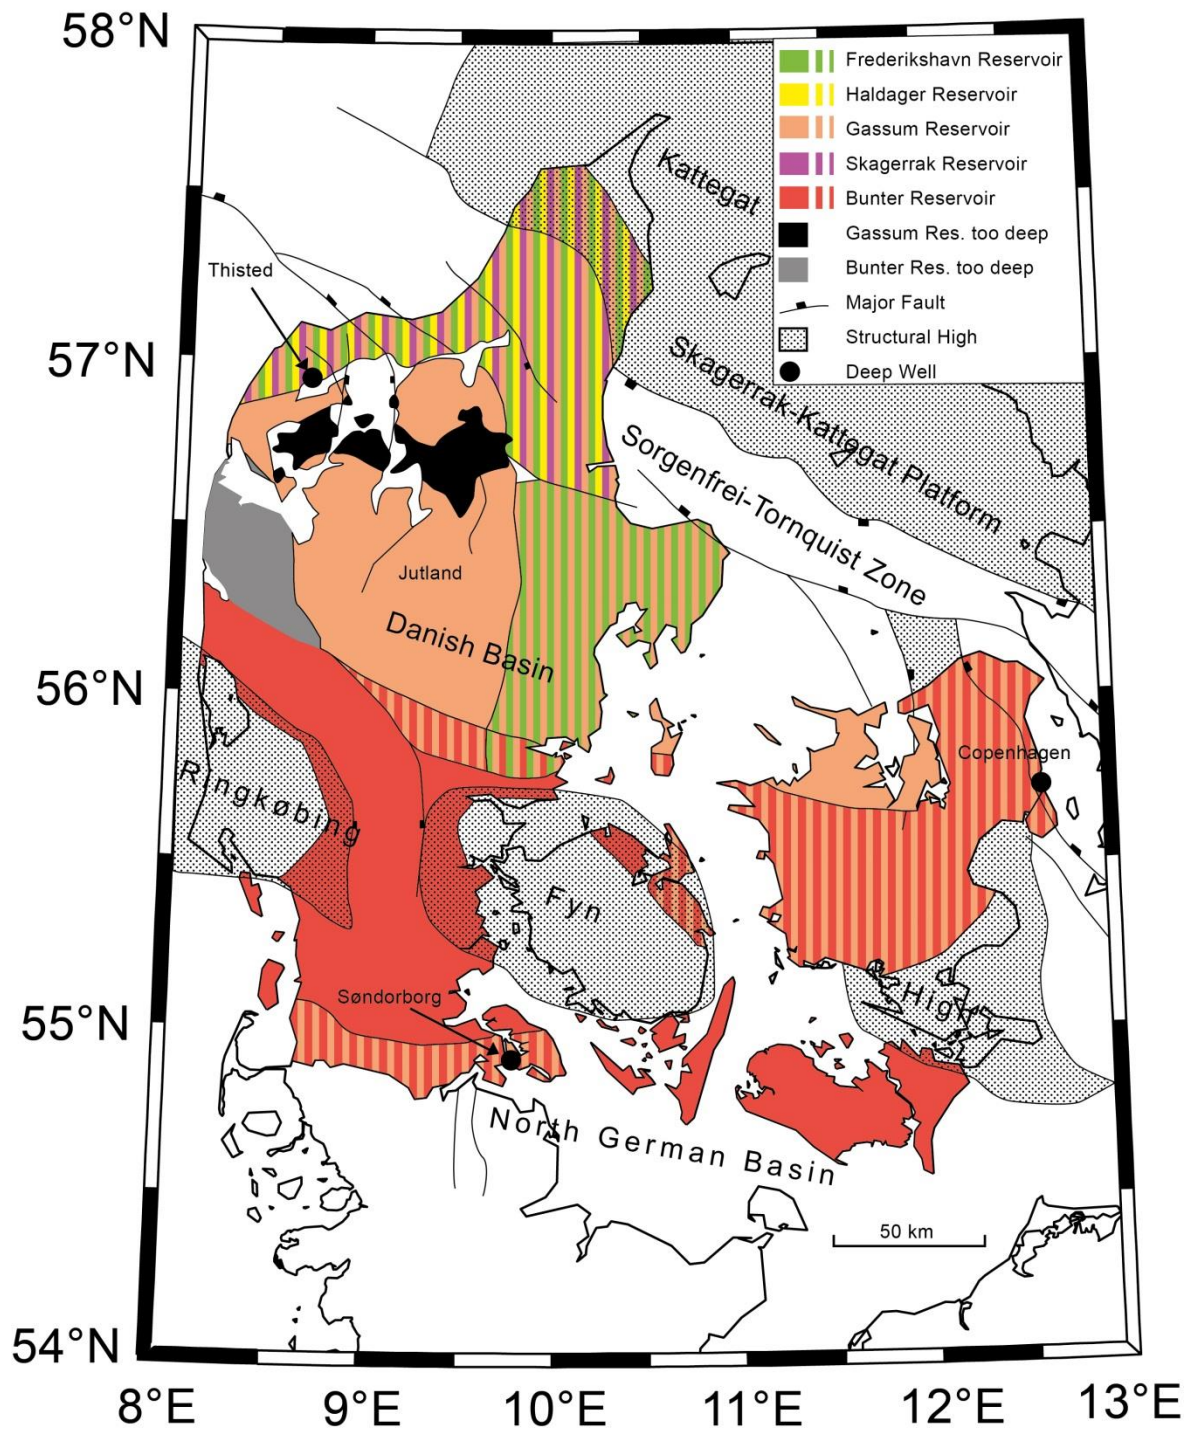 58°N
Frederikshavn Reservoir
Haldager Reservoir
Gassum Reservoir
Skagerrak Reservoir
Bunter Reservoir
Gassum Res. too deep
Bunter Res. too deep
Major Fault
Structural High
Deep Well
Kattegat
Thisted
57°N
Skagerrak-Kattegat Platform
Sorgenfrei-Tornquist Zone
Jutland
Danish Basin
56°N
Copenhagen
Ringkøbing
Fyn
High
Søndorborg
55°N
North German Basin
50 km
54°N
8°E
9°E
10°E
11°E
12°E
13°E